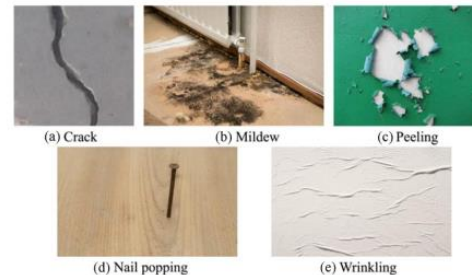 (a) Crack
(b) Mildew
(c) Peeling
(d) Nail popping
(e) Wrinkling